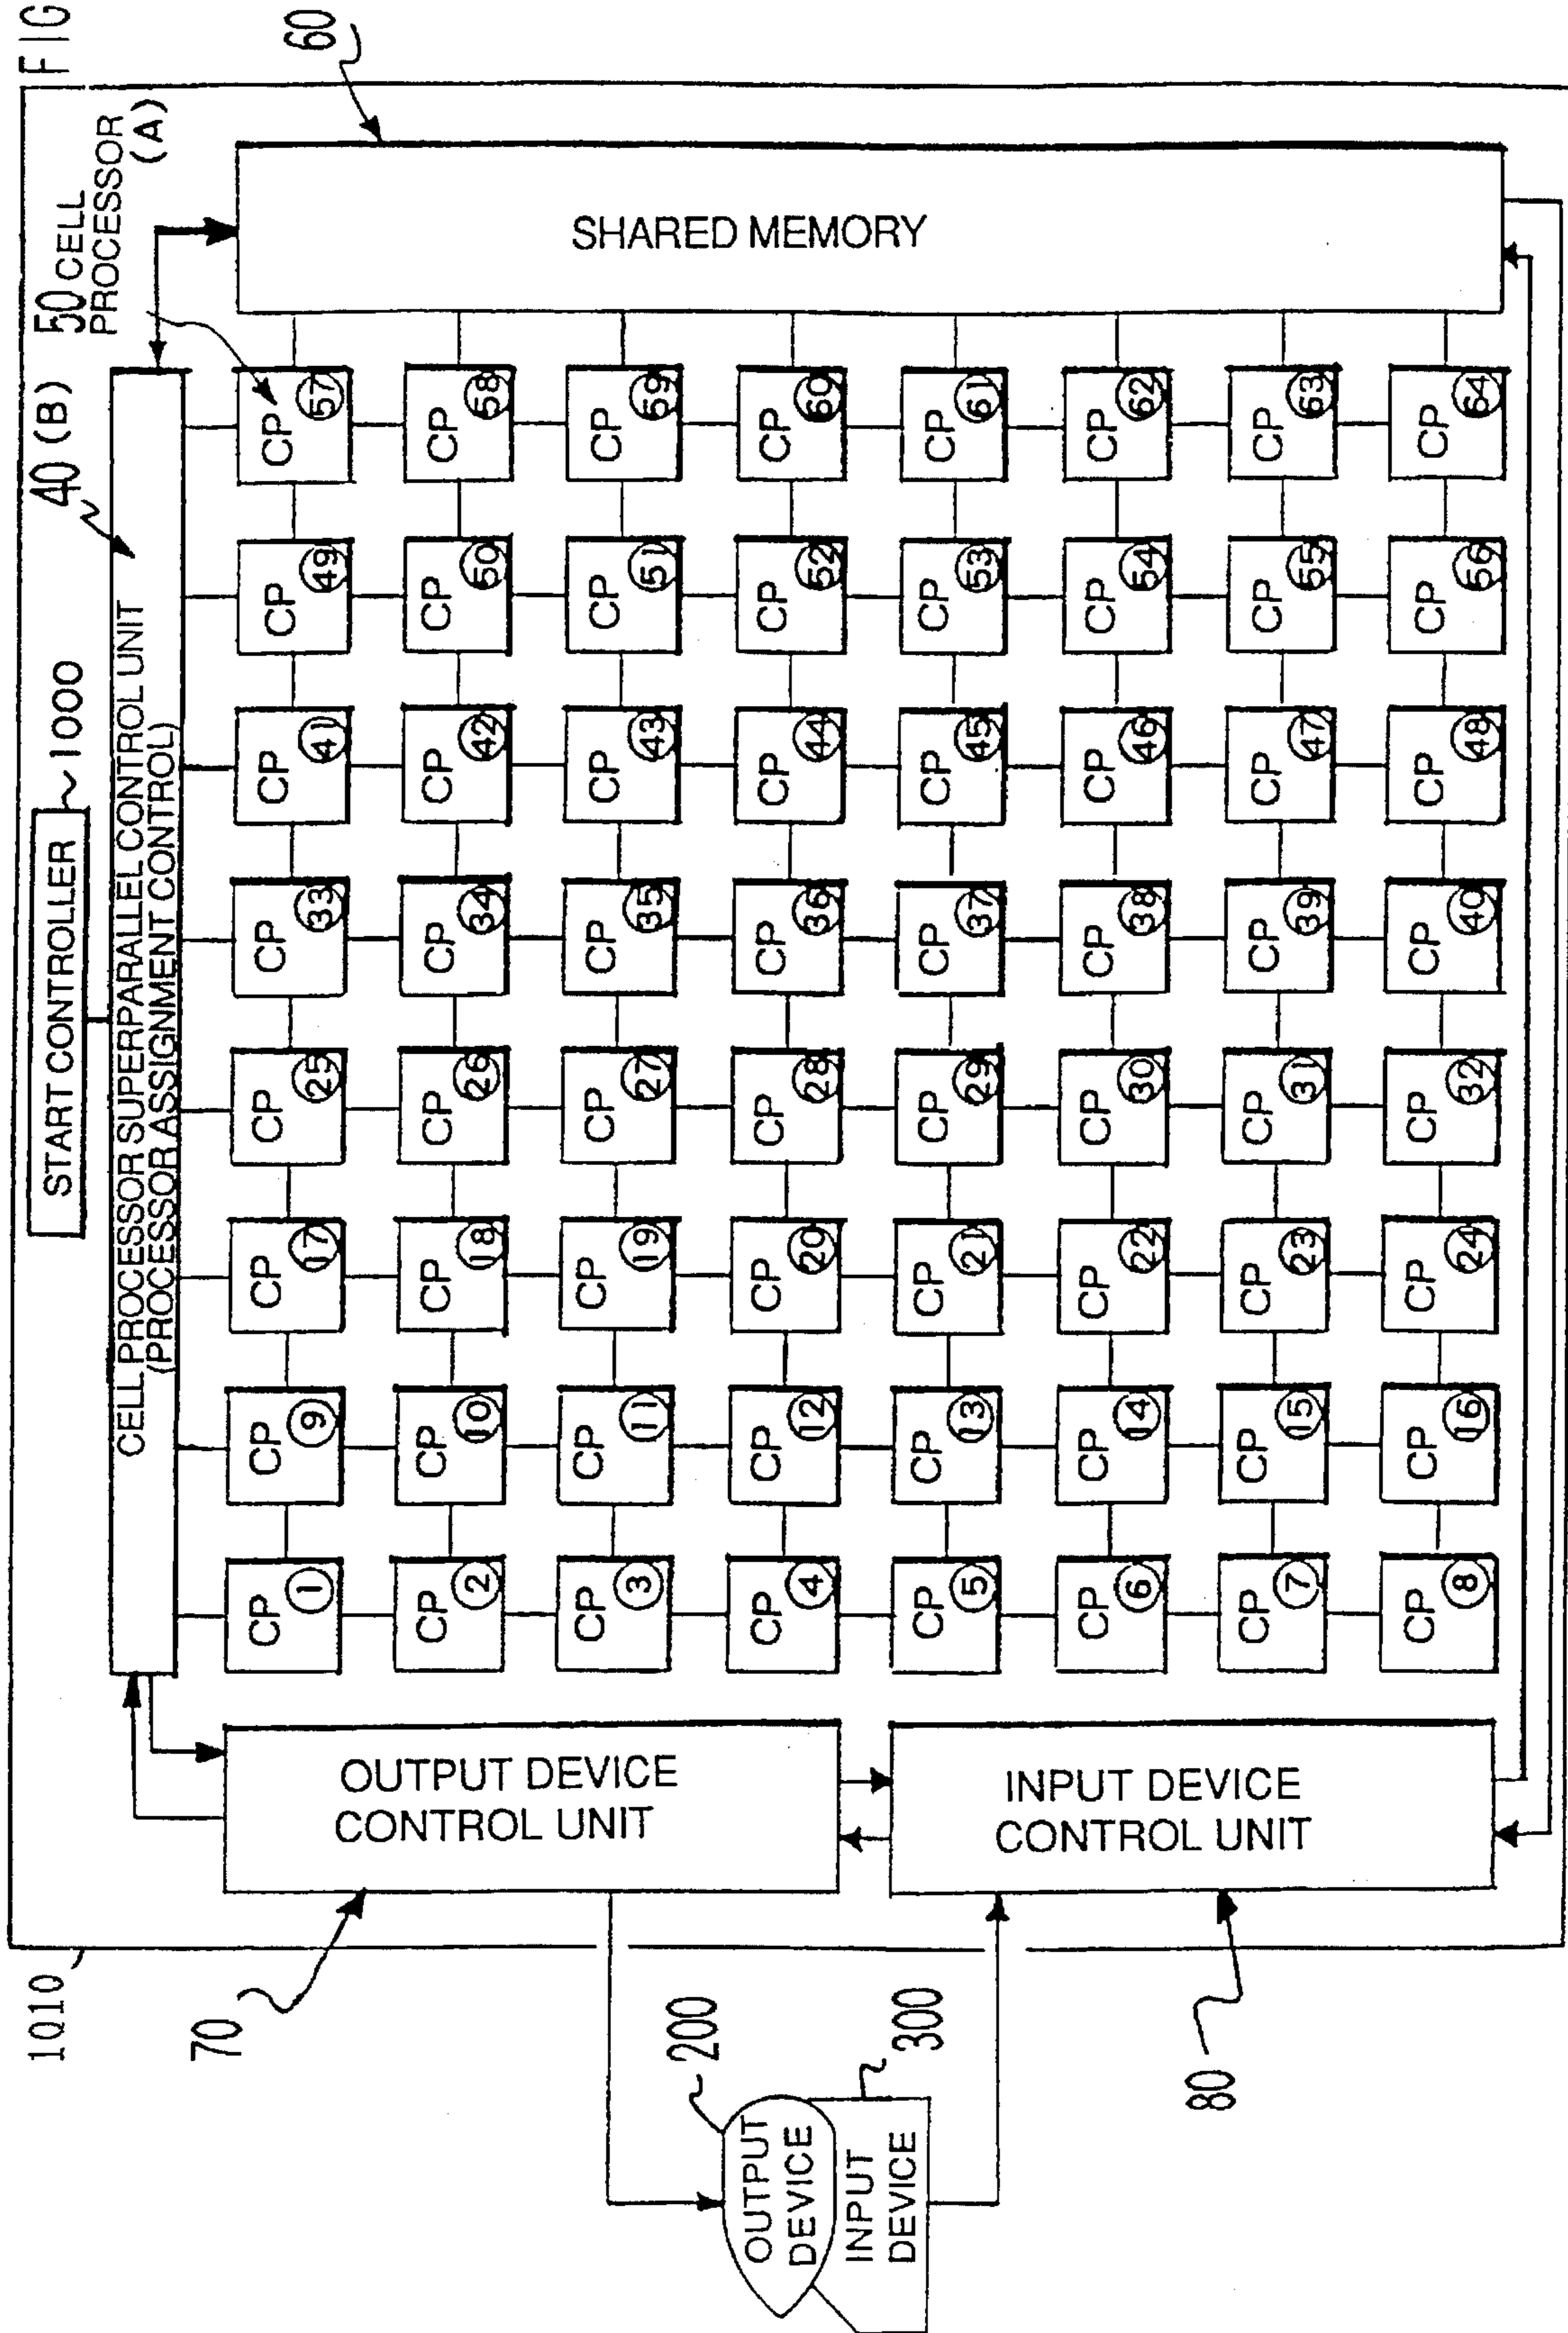 FIG
1010
START CONTROLLER
1000
40 (B)
50 CELL
PROCESSOR
(A)
60
CELL PROCESSOR SUPERPARALLEL CONTROL UNIT
(PROCESSOR ASSIGNMENT CONTROL)
70
OUTPUT DEVICE
CONTROL UNIT
200
OUTPUT
DEVICE
INPUT
DEVICE
300
INPUT DEVICE
CONTROL UNIT
80
CP 1 CP 9 CP 17 CP 25 CP 33 CP 41 CP 49 CP 57
CP 2 CP 10 CP 18 CP 26 CP 34 CP 42 CP 50 CP 58
CP 3 CP 11 CP 19 CP 27 CP 35 CP 43 CP 51 CP 59
CP 4 CP 12 CP 20 CP 28 CP 36 CP 44 CP 52 CP 60
CP 5 CP 13 CP 21 CP 29 CP 37 CP 45 CP 53 CP 61
CP 6 CP 14 CP 22 CP 30 CP 38 CP 46 CP 54 CP 62
CP 7 CP 15 CP 23 CP 31 CP 39 CP 47 CP 55 CP 63
CP 8 CP 16 CP 24 CP 32 CP 40 CP 48 CP 56 CP 64
SHARED MEMORY